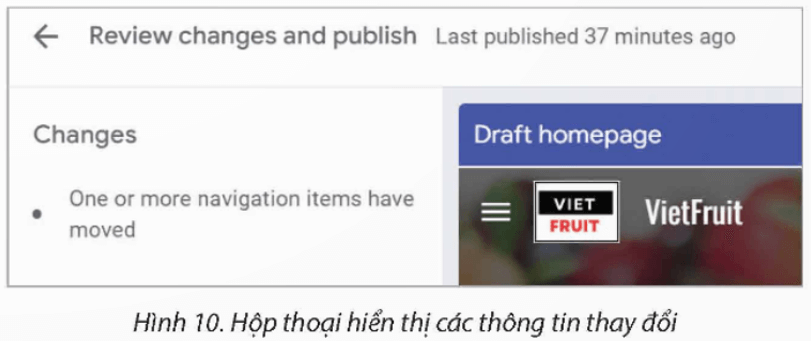 Review changes and publish Last published 37 minutes ago
Changes
One or more navigation items have
moved
Draft homepage
VIET
FRUIT
VietFruit
Hình 10. Hộp thoại hiển thị các thông tin thay đổi